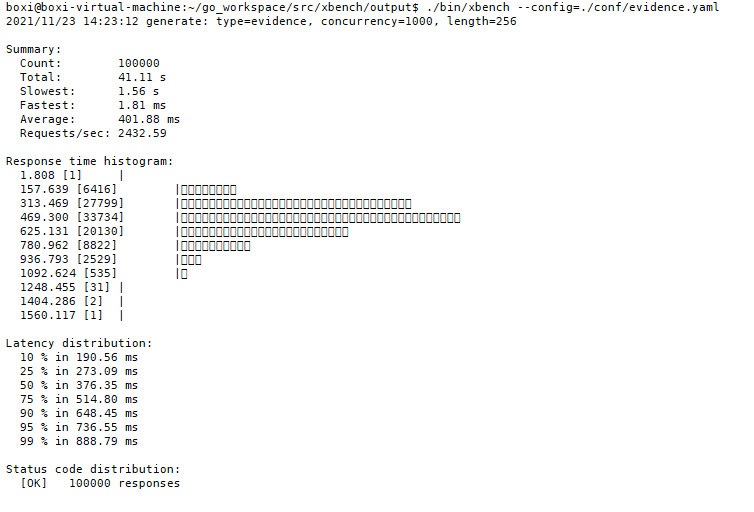 boxi@boxi-virtual-machine:~/go_workspace/src/xbench/output$ ./bin/xbench --config=./conf/evidence.yaml
2021/11/23 14:23:12 generate: type=evidence, concurrency=1000, length=256
Summary:
Count: 100000
Total: 41.11 s
Slowest: 1.56 s
Fastest: 1.81 ms
Average: 401.88 ms
Requests/sec: 2432.59
Response time histogram:
1.808 [1] |
157.639 [6416] |▯▯▯▯▯▯▯▯
313.469 [27799] |▯▯▯▯▯▯▯▯▯▯▯▯▯▯▯▯▯▯▯▯▯▯▯▯▯▯▯▯▯▯▯▯▯
469.300 [33734] |▯▯▯▯▯▯▯▯▯▯▯▯▯▯▯▯▯▯▯▯▯▯▯▯▯▯▯▯▯▯▯▯▯▯▯▯▯▯▯▯
625.131 [20130] |▯▯▯▯▯▯▯▯▯▯▯▯▯▯▯▯▯▯▯▯▯▯▯▯
780.962 [8822] |▯▯▯▯▯▯▯▯▯▯
936.793 [2529] |▯▯▯
1092.624 [535] |▯
1248.455 [31] |
1404.286 [2] |
1560.117 [1] |
Latency distribution:
10 % in 190.56 ms
25 % in 273.09 ms
50 % in 376.35 ms
75 % in 514.80 ms
90 % in 648.45 ms
95 % in 736.55 ms
99 % in 888.79 ms
Status code distribution:
[OK] 100000 responses